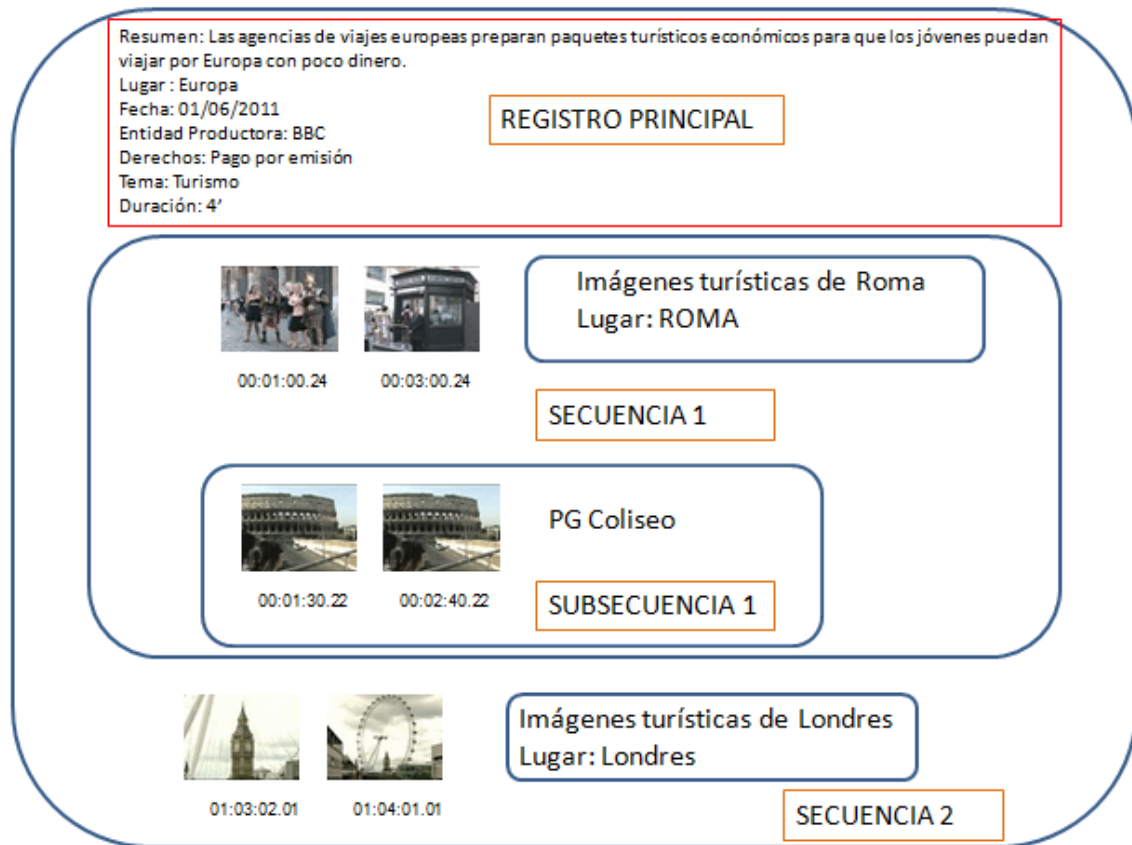 Resumen: Las agencias de viajes europeas preparan paquetes turísticos económicos para que los jóvenes puedan
viajar por Europa con poco dinero.
Lugar : Europa
Fecha: 01/06/2011
Entidad Productora: BBC
Derechos: Pago por emisión
Tema: Turismo
Duración: 4’
REGISTRO PRINCIPAL
Imágenes turísticas de Roma
Lugar: ROMA
00:01:00.24 00:03:00.24
SECUENCIA 1
PG Coliseo
00:01:30.22 00:02:40.22
SUBSECUENCIA 1
Imágenes turísticas de Londres
Lugar: Londres
01:03:02.01 01:04:01.01
SECUENCIA 2